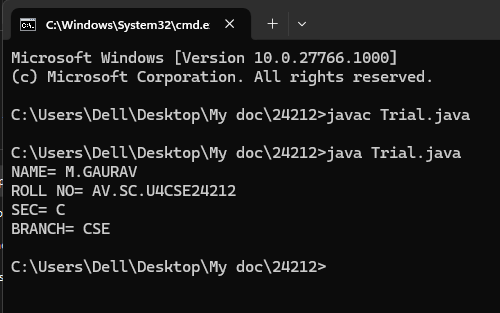 C:\Windows\System32\cmd.e
Microsoft Windows [Version 10.0.27766.1000]
(c) Microsoft Corporation. All rights reserved.
C:\Users\Dell\Desktop\My doc\24212>javac Trial.java
C:\Users\Dell\Desktop\My doc\24212>java Trial.java
NAME= M.GAURAV
ROLL NO= AV.SC.U4CSE24212
SEC= C
BRANCH= CSE
C:\Users\Dell\Desktop\My doc\24212>